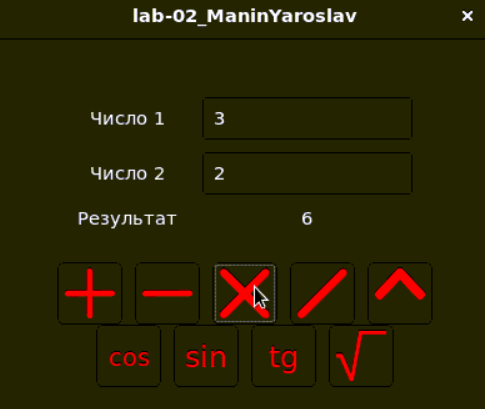 lab-02_ManinYaroslav
Число 1 3
Число 2 2
Результат 6
cos sin tg √